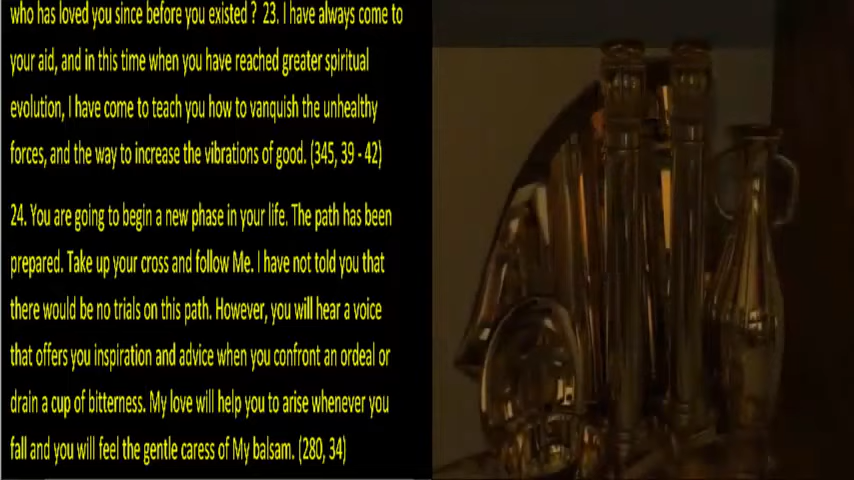 who has loved you since before you existed ? 23. I have always come to
your aid, and in this time when you have reached greater spiritual
evolution, I have come to teach you how to vanquish the unhealthy
forces, and the way to increase the vibrations of good. (345, 39 - 42)
24. You are going to begin a new phase in your life. The path has been
prepared. Take up your cross and follow Me. I have not told you that
there would be no trials on this path. However, you will hear a voice
that offers you inspiration and advice when you confront an ordeal or
drain a cup of bitterness. My love will help you to arise whenever you
fall and you will feel the gentle caress of My balsam. (280, 34)